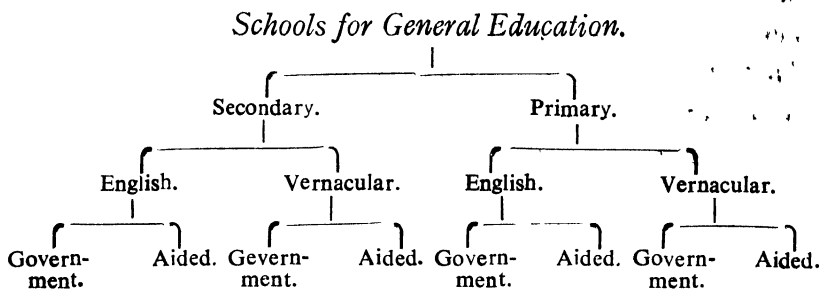 Schools for General Education.
Secondary. Primary.
English. Vernacular. English. Vernacular.
Govern- Aided. Gevern- Aided. Govern- Aided. Govern- Aided.
ment. ment. ment. ment.